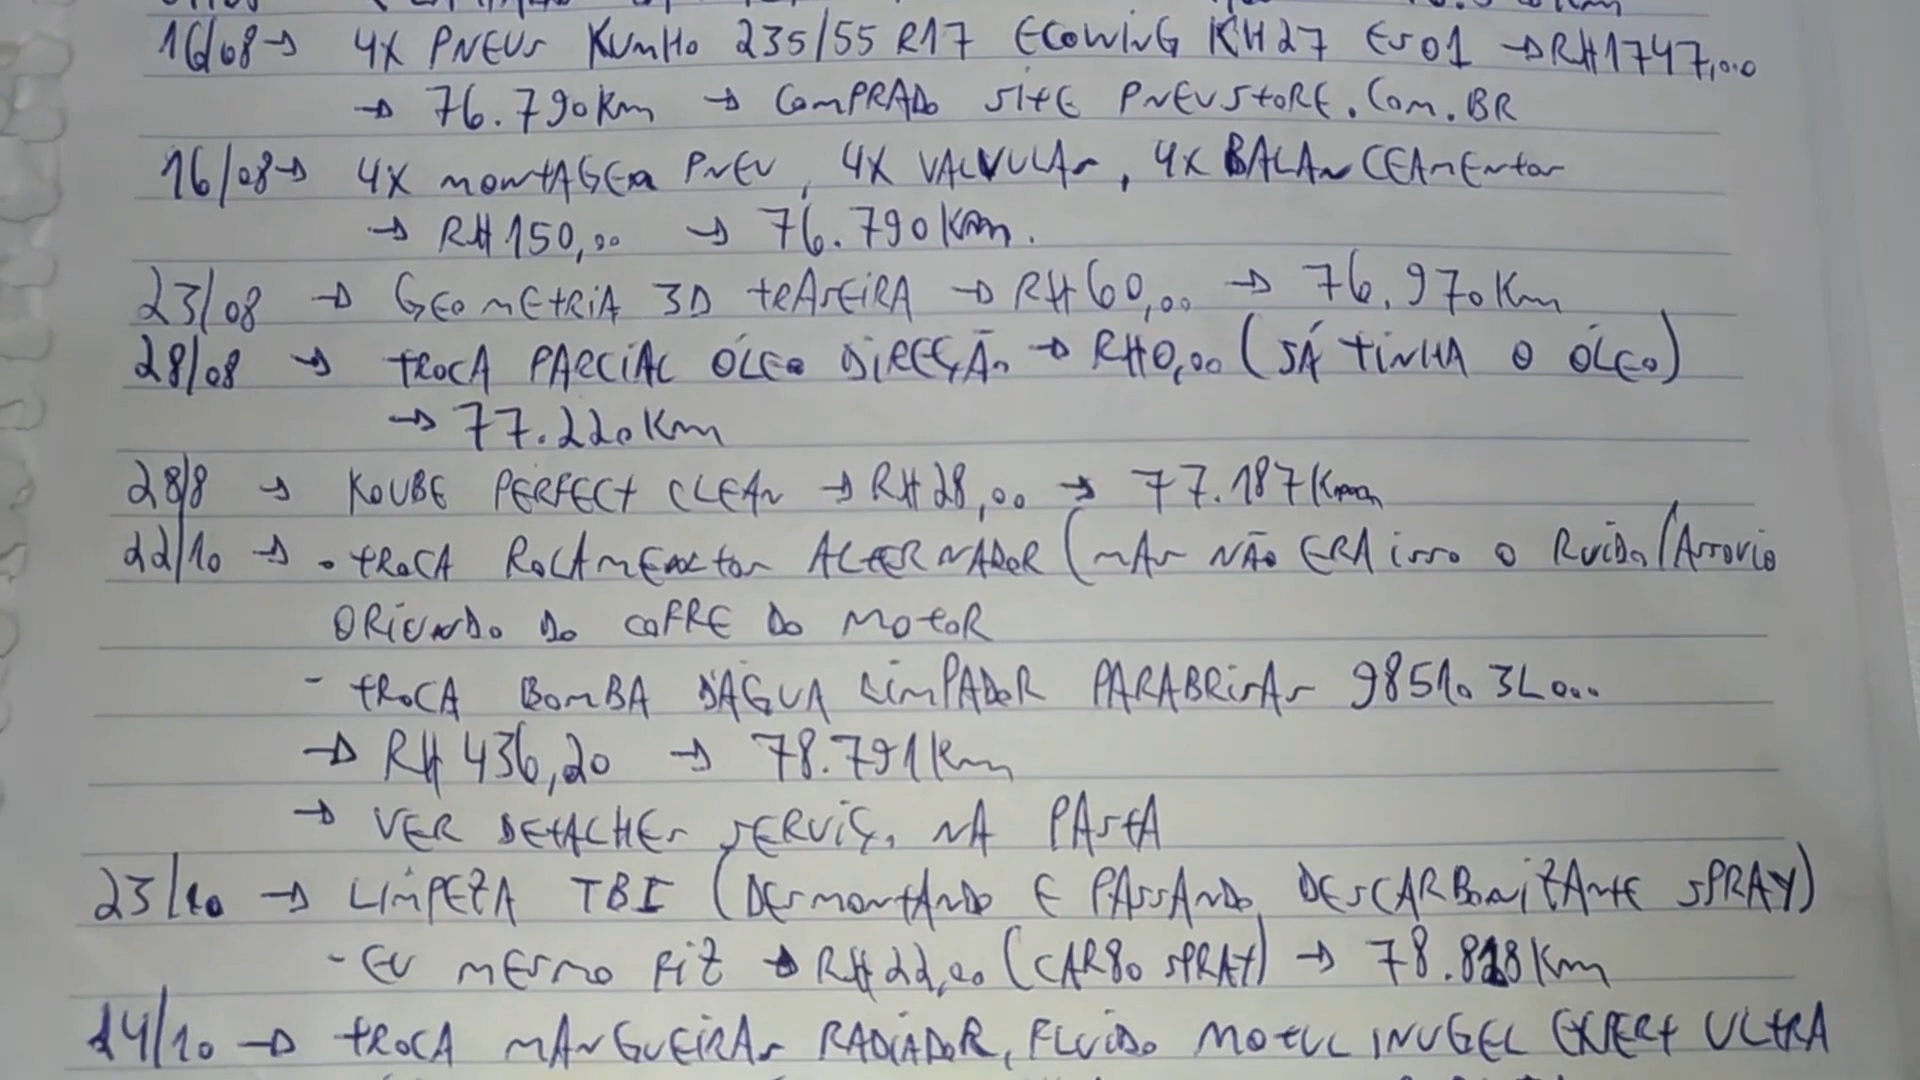 16/08 → 4X PNEUS KUMHO 235/55 R17 ECOWING KH27 ES01 → R$1747,00
→ 76.790Km → COMPRADO SITE PNEUSTORE.COM.BR
16/08 → 4X MONTAGEM PNEU, 4X VALVULAS, 4X BALANCEAMENTOS
→ R$ 150,00 → 76.790Km.
23/08 → GEOMETRIA 3D TRASEIRA → R$60,00 → 76.970Km
28/08 → TROCA PARCIAL ÓLEO DIREÇÃO → R$0,00 (JÁ TINHA O ÓLEO)
→ 77.220Km
28/8 → KOUBE PERFECT CLEAN → R$28,00 → 77.187Km
22/10 → • TROCA ROLAMENTOS ALTERNADOR (MAS NÃO ERA ISSO O RUÍDO/ASSOVIO
ORIUNDO DO COFRE DO MOTOR
- TROCA BOMBA D'ÁGUA LIMPADOR PARABRISAS 98510 3L000
→ R$ 436,20 → 78.791Km
→ VER DETALHES SERVIÇO NA PASTA
23/10 → LIMPEZA TBI (DESMONTANDO E PASSANDO DESCARBONIZANTE SPRAY)
- EU MESMO FIZ → R$22,00 (CARBO SPRAY) → 78.828Km
24/10 → TROCA MANGUEIRAS RADIADOR, FLUIDO MOTUL INUGEL EXPERT ULTRA